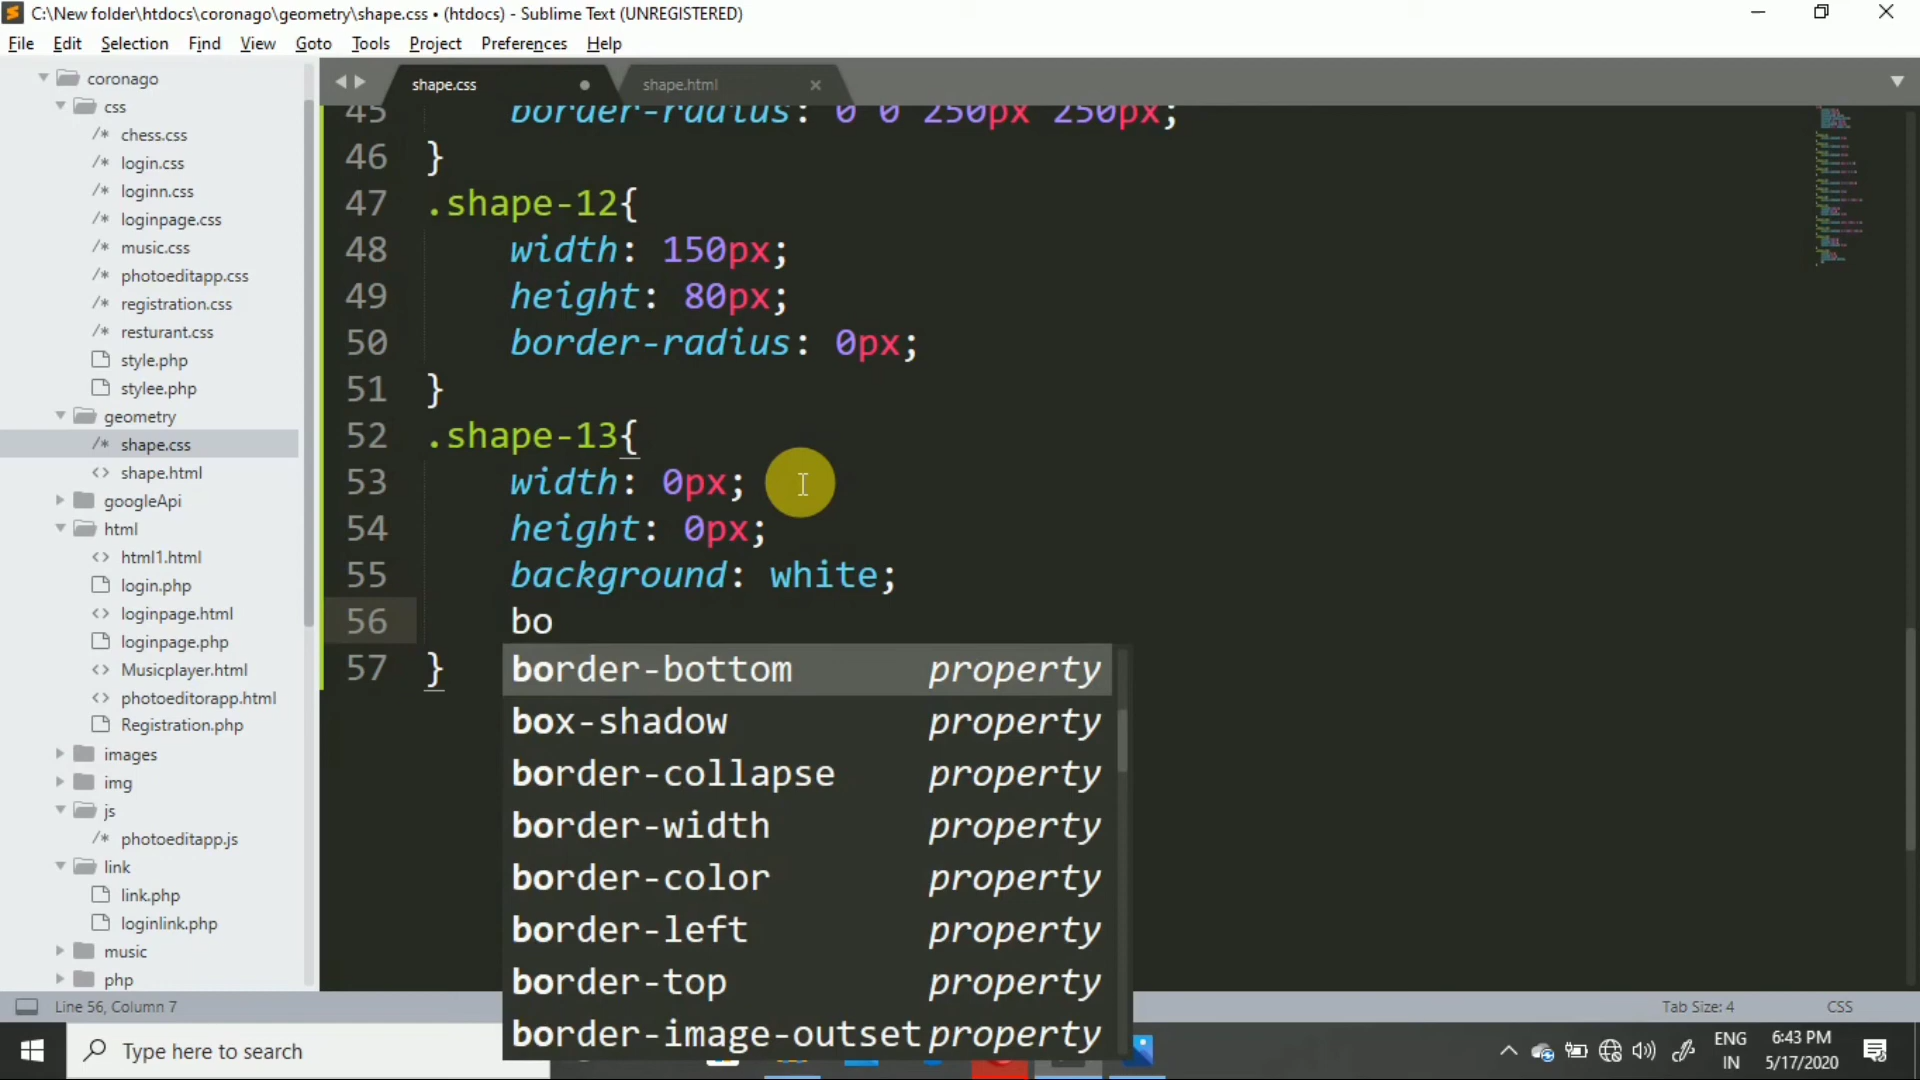 C:\New folder\htdocs\coronago\geometry\shape.css • (htdocs) - Sublime Text (UNREGISTERED)
File Edit Selection Find View Goto Tools Project Preferences Help
coronago
css
/* chess.css
/* login.css
/* loginn.css
/* loginpage.css
/* music.css
/* photoeditapp.css
/* registration.css
/* resturant.css
style.php
stylee.php
geometry
/* shape.css
<> shape.html
googleApi
html
<> html1.html
login.php
<> loginpage.html
loginpage.php
<> Musicplayer.html
<> photoeditorapp.html
Registration.php
images
img
js
/* photoeditapp.js
link
link.php
loginlink.php
music
php
shape.css
shape.html
45 border-radius: 0 0 250px 250px;
46 }
47 .shape-12{
48 width: 150px;
49 height: 80px;
50 border-radius: 0px;
51 }
52 .shape-13{
53 width: 0px;
54 height: 0px;
55 background: white;
56 bo
57 }
border-bottom property
box-shadow property
border-collapse property
border-width property
border-color property
border-left property
border-top property
border-image-outset property
Line 56, Column 7
Tab Size: 4
CSS
Type here to search
ENG
IN
6:43 PM
5/17/2020